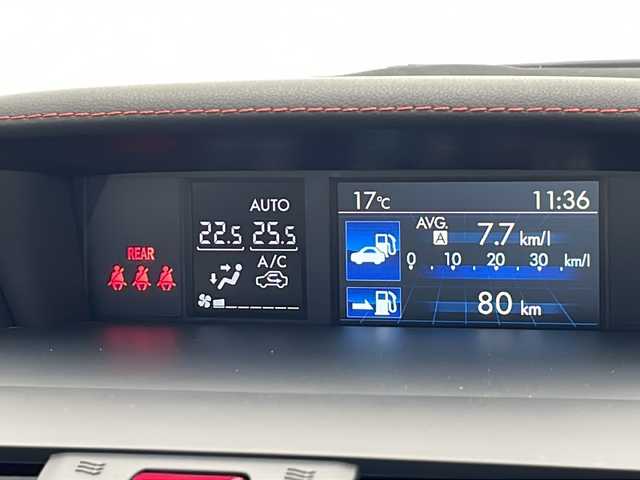 REAR
AUTO
22.5 25.5
A/C
17℃ 11:36
AVG.
A 7.7 km/l
0 10 20 30 km/l
80 km